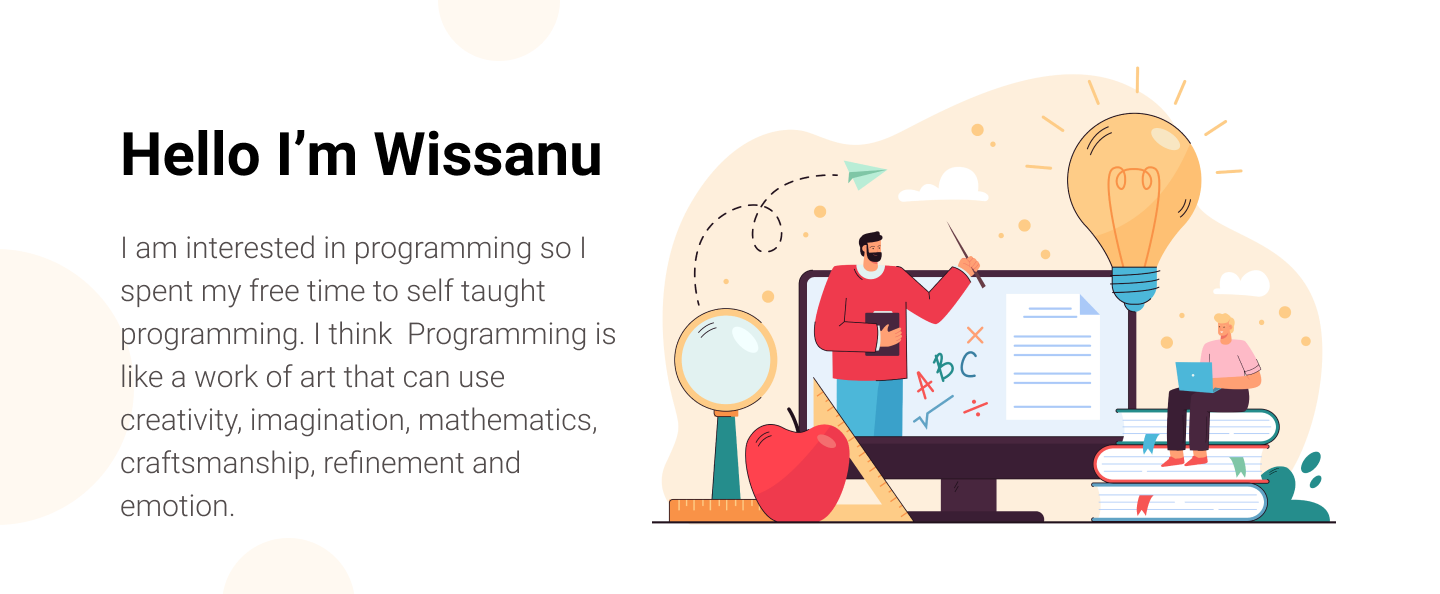 Hello I’m Wissanu
I am interested in programming so I
spent my free time to self taught
programming. I think  Programming is
like a work of art that can use
creativity, imagination, mathematics,
craftsmanship, refinement and
emotion.
A B C